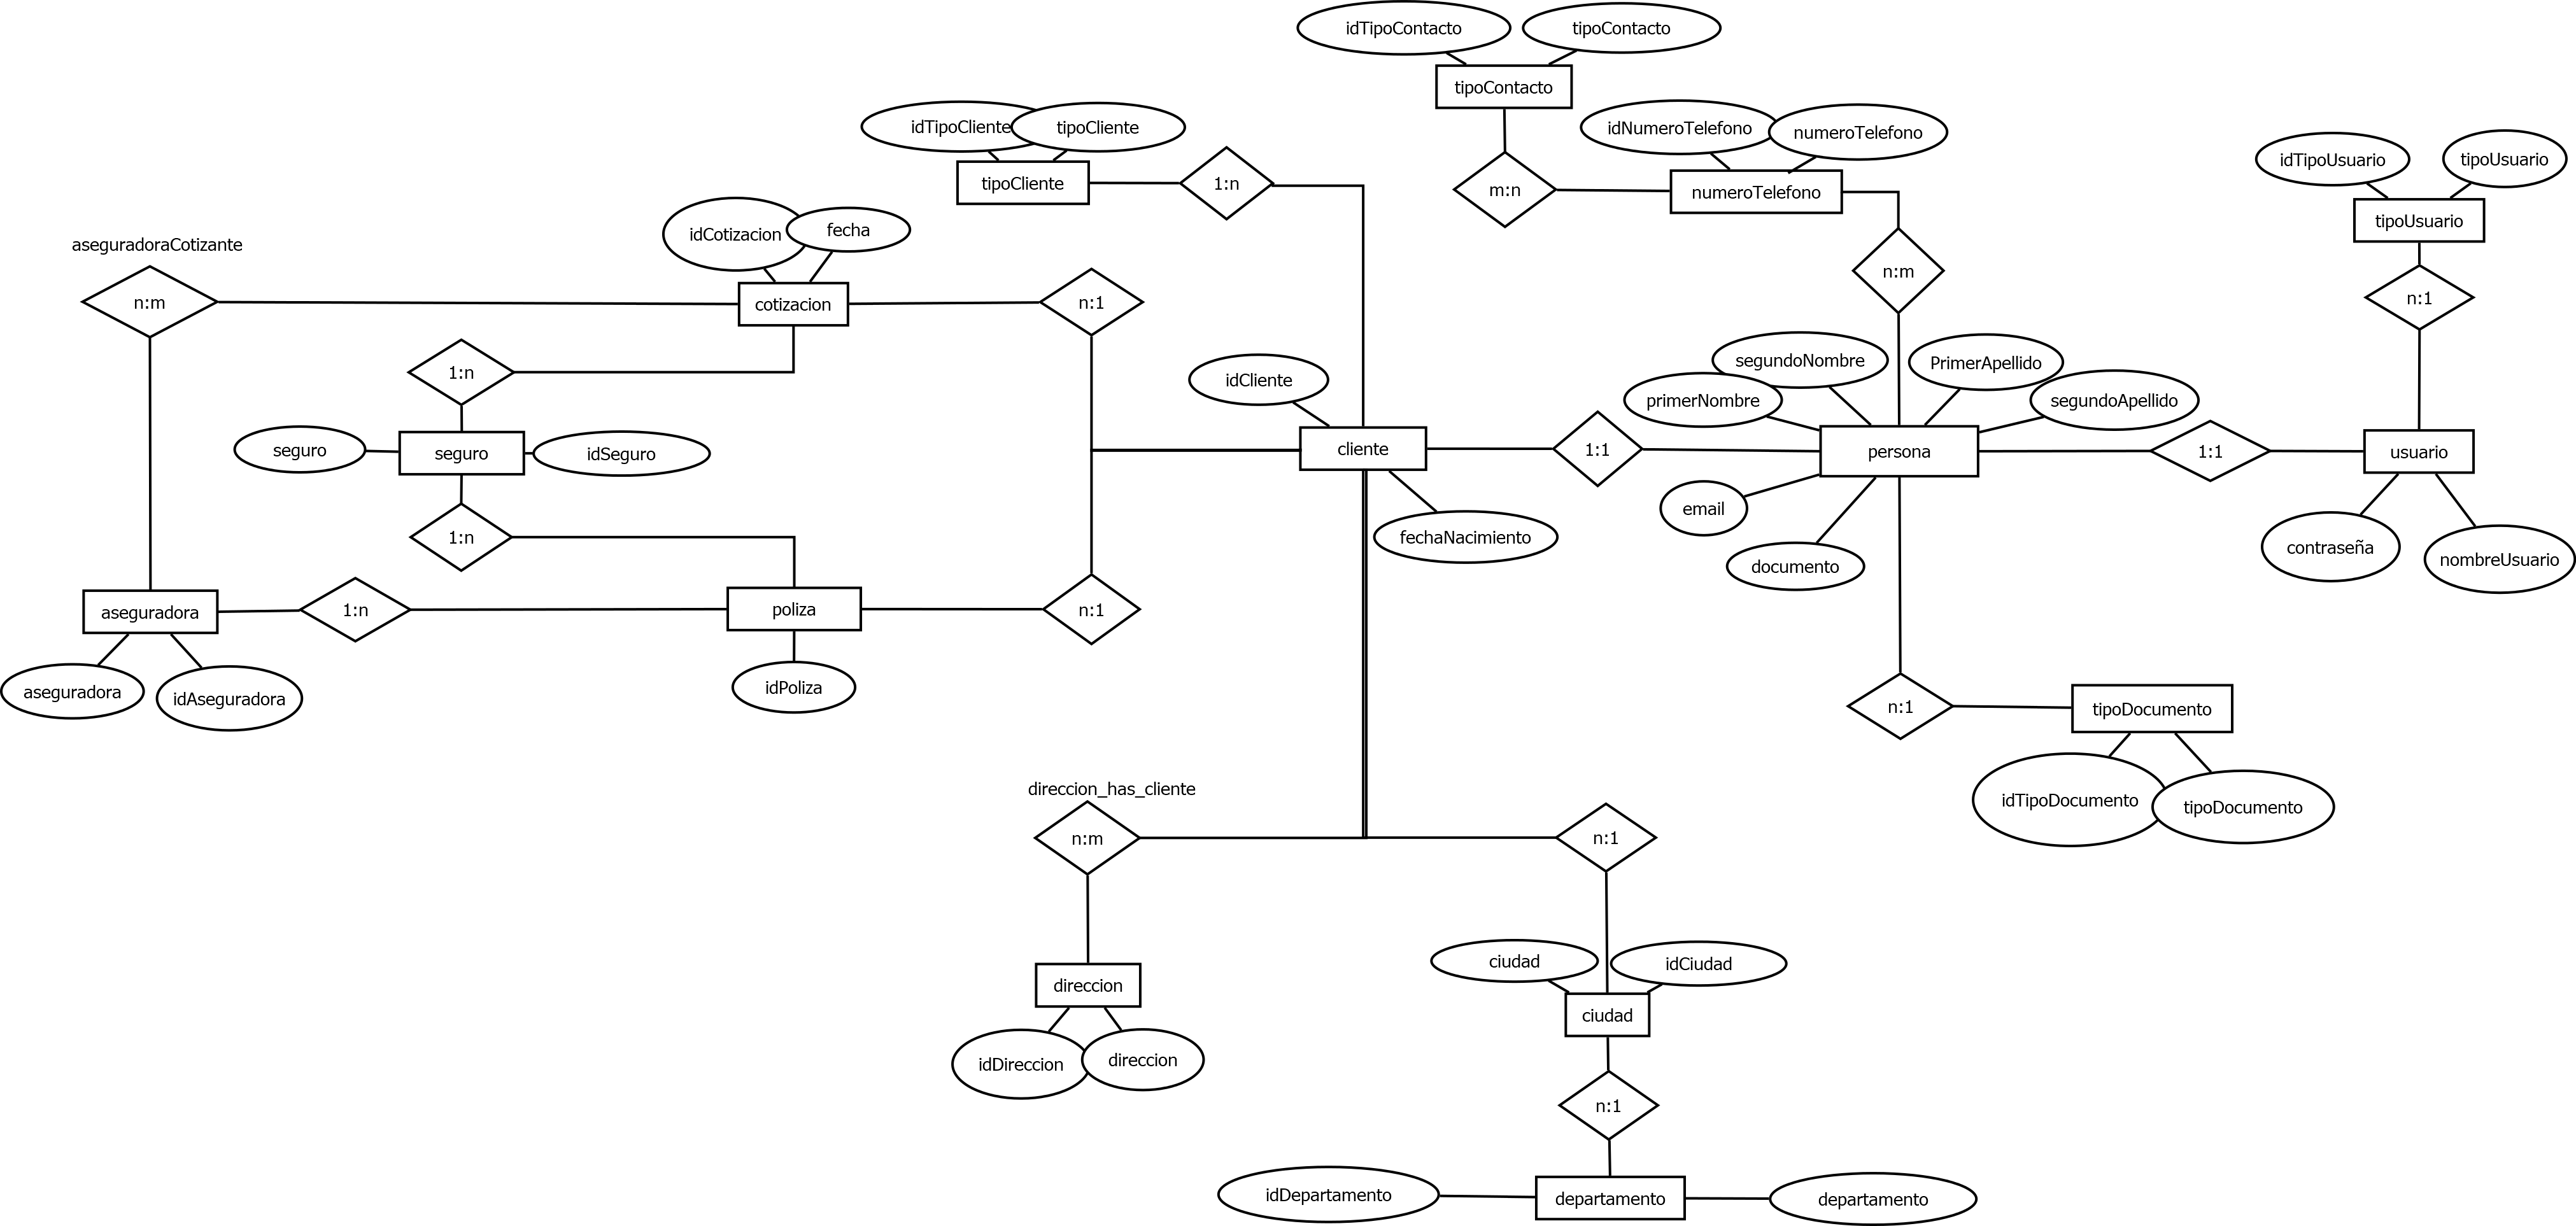 idTipoContacto
tipoContacto
tipoContacto
idTipoCliente
tipoCliente
idNumeroTelefono
numeroTelefono
idTipoUsuario
tipoUsuario
tipoCliente
1:n
m:n
numeroTelefono
tipoUsuario
idCotizacion
fecha
aseguradoraCotizante
n:m
n:m
cotizacion
n:1
n:1
segundoNombre
PrimerApellido
1:n
idCliente
primerNombre
segundoApellido
seguro
seguro
idSeguro
cliente
1:1
persona
1:1
usuario
email
1:n
fechaNacimiento
documento
contraseña
nombreUsuario
aseguradora
1:n
poliza
n:1
aseguradora
idAseguradora
idPoliza
n:1
tipoDocumento
direccion_has_cliente
idTipoDocumento
tipoDocumento
n:m
n:1
ciudad
idCiudad
direccion
ciudad
idDireccion
direccion
n:1
idDepartamento
departamento
departamento